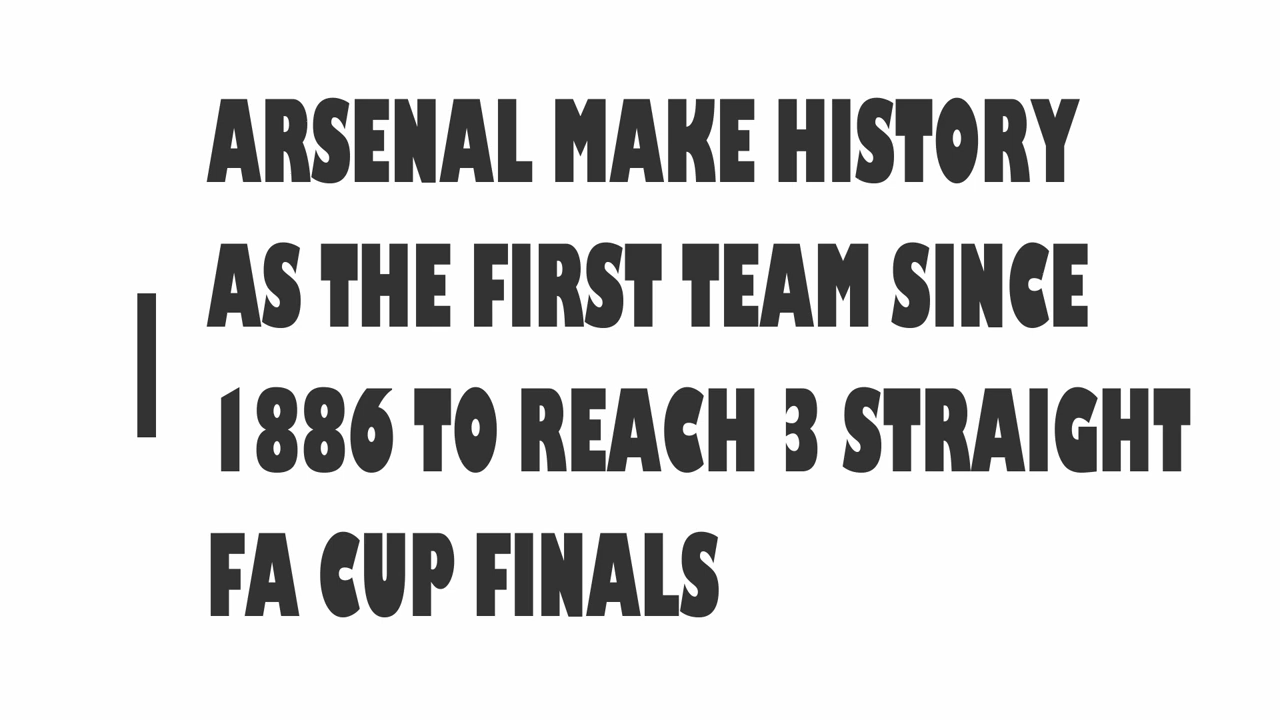 ARSENAL MAKE HISTORY
AS THE FIRST TEAM SINCE
1886 TO REACH 3 STRAIGHT
FA CUP FINALS